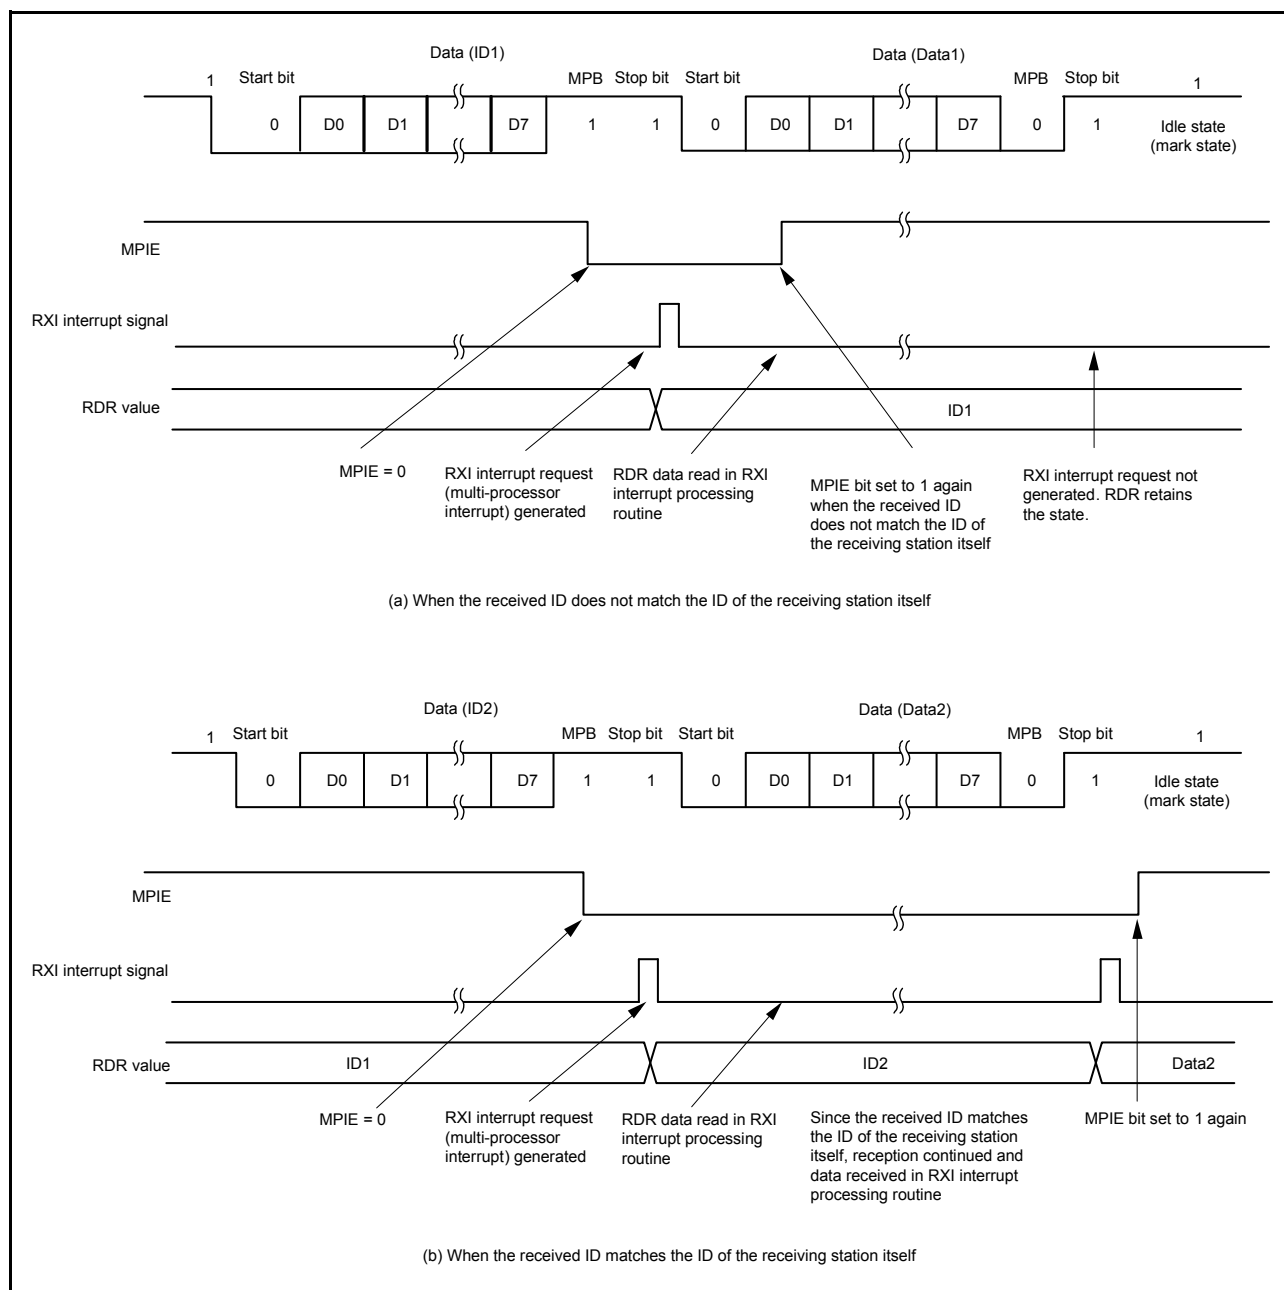 Data (ID1)
Data (Data1)
1 Start bit MPB Stop bit Start bit MPB Stop bit 1
0 D0 D1 D7 1 1 0 D0 D1 D7 0 1 Idle state
(mark state)
MPIE
RXI interrupt signal
RDR value
ID1
MPIE = 0
RXI interrupt request
(multi-processor
interrupt) generated
RDR data read in RXI
interrupt processing
routine
MPIE bit set to 1 again
when the received ID
does not match the ID of
the receiving station itself
RXI interrupt request not
generated. RDR retains
the state.
(a) When the received ID does not match the ID of the receiving station itself
Data (ID2)
Data (Data2)
1 Start bit MPB Stop bit Start bit MPB Stop bit 1
0 D0 D1 D7 1 1 0 D0 D1 D7 0 1 Idle state
(mark state)
MPIE
RXI interrupt signal
RDR value
ID1
ID2
Data2
MPIE = 0
RXI interrupt request
(multi-processor
interrupt) generated
RDR data read in RXI
interrupt processing
routine
Since the received ID matches
the ID of the receiving station
itself, reception continued and
data received in RXI interrupt
processing routine
MPIE bit set to 1 again
(b) When the received ID matches the ID of the receiving station itself